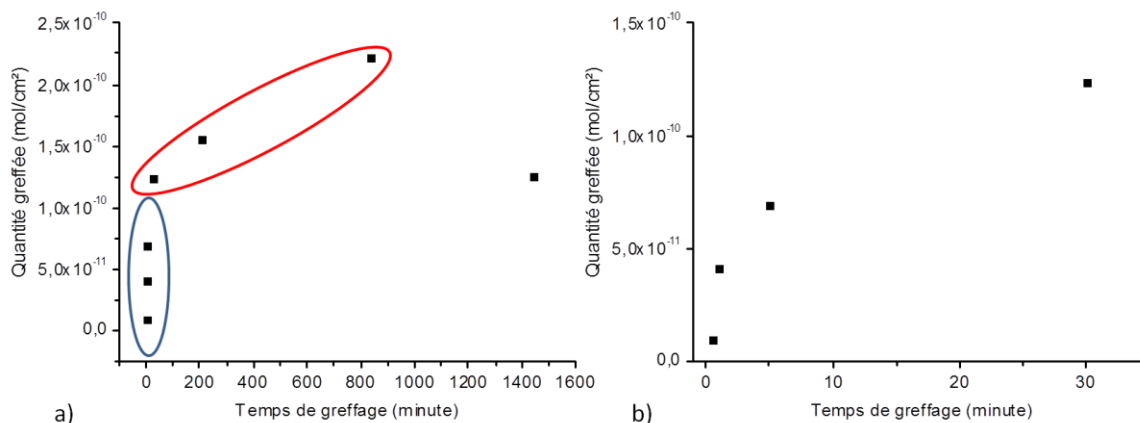 Quantité greffée (mol/cm²)
2,5x10⁻¹⁰
2,0x10⁻¹⁰
1,5x10⁻¹⁰
1,0x10⁻¹⁰
5,0x10⁻¹¹
0,0
0 200 400 600 800 1000 1200 1400 1600
Temps de greffage (minute)
a)
Quantité greffée (mol/cm²)
1,5x10⁻¹⁰
1,0x10⁻¹⁰
5,0x10⁻¹¹
0,0
0 10 20 30
Temps de greffage (minute)
b)